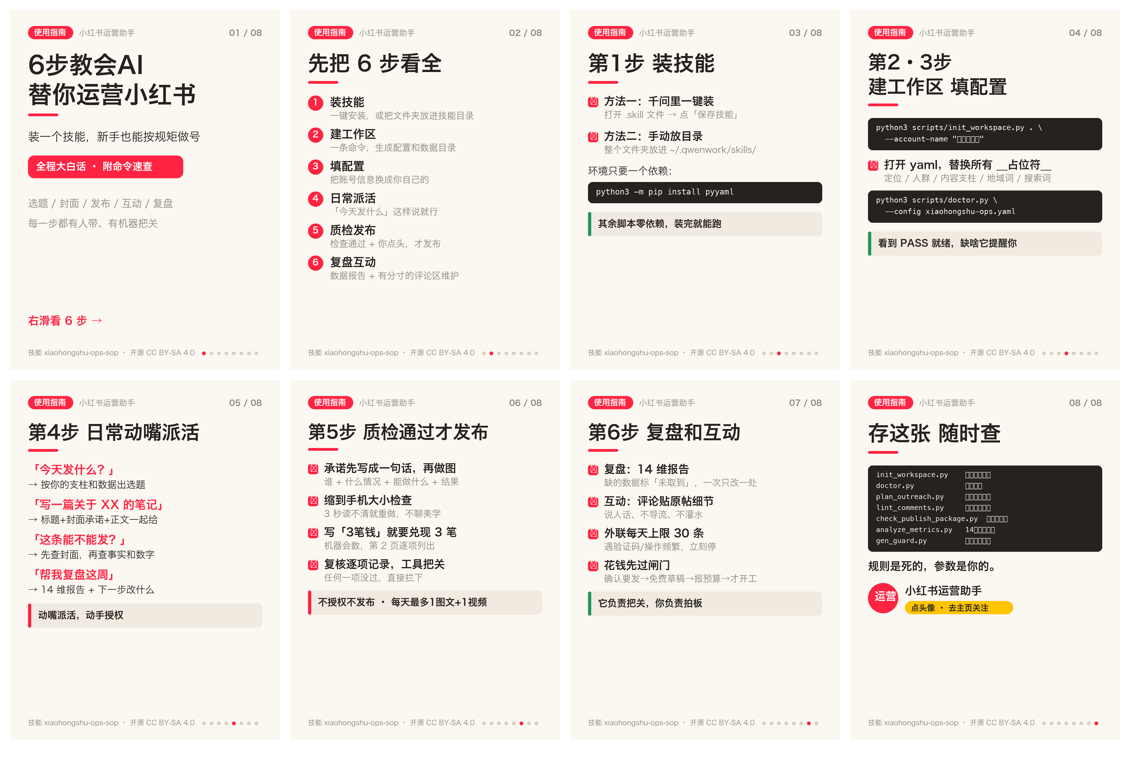 使用指南 小红书运营助手 01 / 08
6步教会AI
替你运营小红书
装一个技能，新手也能按规矩做号
全程大白话 · 附命令速查
选题 / 封面 / 发布 / 互动 / 复盘
每一步都有人带、有机器把关
右滑看 6 步 →
技能 xiaohongshu-ops-sop · 开源 CC BY-SA 4.0
使用指南 小红书运营助手 02 / 08
先把 6 步看全
1 装技能
一键安装，或把文件夹放进技能目录
2 建工作区
一条命令，生成配置和数据目录
3 填配置
把账号信息换成你自己的
4 日常派活
「今天发什么」这样说就行
5 质检发布
检查通过 + 你点头，才发布
6 复盘互动
数据报告 + 有分寸的评论区维护
技能 xiaohongshu-ops-sop · 开源 CC BY-SA 4.0
使用指南 小红书运营助手 03 / 08
第1步 装技能
方法一：千问里一键装
打开 .skill 文件 → 点「保存技能」
方法二：手动放目录
整个文件夹放进 ~/.qwenwork/skills/
环境只要一个依赖：
python3 -m pip install pyyaml
其余脚本零依赖，装完就能跑
技能 xiaohongshu-ops-sop · 开源 CC BY-SA 4.0
使用指南 小红书运营助手 04 / 08
第2·3步
建工作区 填配置
python3 scripts/init_workspace.py . \
--account-name "□□□□□"
打开 yaml，替换所有 __占位符__
定位 / 人群 / 内容支柱 / 地域词 / 搜索词
python3 scripts/doctor.py \
--config xiaohongshu-ops.yaml
看到 PASS 就绪，缺啥它提醒你
技能 xiaohongshu-ops-sop · 开源 CC BY-SA 4.0
使用指南 小红书运营助手 05 / 08
第4步 日常动嘴派活
「今天发什么？」
→ 按你的支柱和数据出选题
「写一篇关于 XX 的笔记」
→ 标题+封面承诺+正文一起给
「这条能不能发？」
→ 先查封面，再查事实和数字
「帮我复盘这周」
→ 14 维报告 + 下一步改什么
动嘴派活，动手授权
技能 xiaohongshu-ops-sop · 开源 CC BY-SA 4.0
使用指南 小红书运营助手 06 / 08
第5步 质检通过才发布
承诺先写成一句话，再做图
谁 + 什么情况 + 能做什么 + 结果
缩到手机大小检查
3 秒读不清就重做，不聊美学
写「3笔钱」就要兑现 3 笔
机器会数，第 2 页逐项列出
复核逐项记录，工具把关
任何一项没过，直接拦下
不授权不发布 · 每天最多1图文+1视频
技能 xiaohongshu-ops-sop · 开源 CC BY-SA 4.0
使用指南 小红书运营助手 07 / 08
第6步 复盘和互动
复盘：14 维报告
缺的数据标「未取到」，一次只改一处
互动：评论贴原帖细节
说人话、不导流、不灌水
外联每天上限 30 条
遇验证码/操作频繁，立刻停
花钱先过闸门
确认要发→免费草稿→报预算→才开工
它负责把关，你负责拍板
技能 xiaohongshu-ops-sop · 开源 CC BY-SA 4.0
使用指南 小红书运营助手 08 / 08
存这张 随时查
init_workspace.py □□□□□□
doctor.py □□□□
plan_outreach.py □□□□□□
lint_comments.py □□□□□□
check_publish_package.py □□□□□
analyze_metrics.py 14□□□□□
gen_guard.py □□□□□□
规则是死的，参数是你的。
运营 小红书运营助手
点头像 · 去主页关注
技能 xiaohongshu-ops-sop · 开源 CC BY-SA 4.0